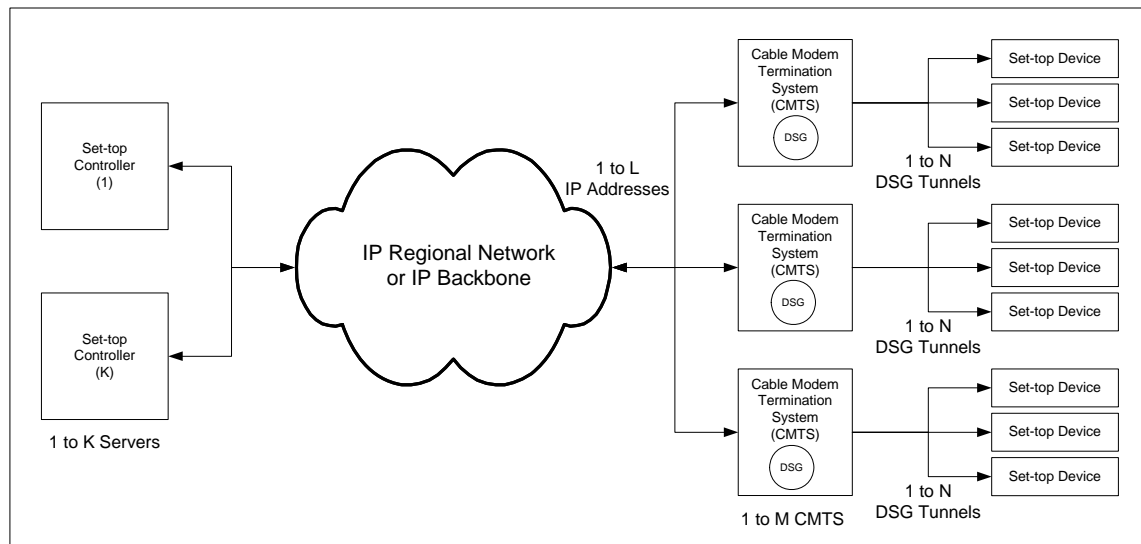 Set-top
Controller
(1)
Set-top
Controller
(K)
1 to K Servers
IP Regional Network
or IP Backbone
1 to L
IP Addresses
Cable Modem
Termination
System
(CMTS)
DSG
Set-top Device
Set-top Device
Set-top Device
1 to N
DSG Tunnels
Cable Modem
Termination
System
(CMTS)
DSG
Set-top Device
Set-top Device
Set-top Device
1 to N
DSG Tunnels
Cable Modem
Termination
System
(CMTS)
DSG
Set-top Device
Set-top Device
Set-top Device
1 to N
DSG Tunnels
1 to M CMTS